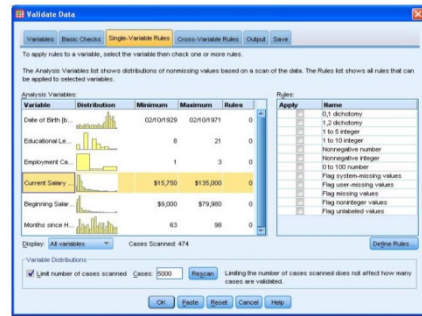 Validate Data
Variables Basic Checks Single-Variable Rules Cross-Variable Rules Output Save
To apply rules to a variable, select the variable then check one or more rules.
The Analysis Variables list shows distributions of nonmissing values based on a scan of the data. The Rules list shows all rules that can
be applied to selected variables.
Analysis Variables:
Variable Distribution Minimum Maximum Rules
Date of Birth [b... 02/10/1929 02/10/1971 0
Educational Le... 8 21 0
Employment Ca... 1 3 0
Current Salary ... $15,750 $135,000 0
Beginning Salar... $9,000 $79,980 0
Months since H... 63 98 0
Display: All variables Cases Scanned: 474
Rules:
Apply Name
0,1 dichotomy
1,2 dichotomy
1 to 5 integer
1 to 10 integer
Nonnegative number
Nonnegative integer
0 to 100 number
Flag system-missing values
Flag user-missing values
Flag missing values
Flag noninteger values
Flag unlabeled values
Define Rules...
Variable Distributions
Limit number of cases scanned Cases: 5000 Rescan Limiting the number of cases scanned does not affect how many
cases are validated.
OK Paste Reset Cancel Help